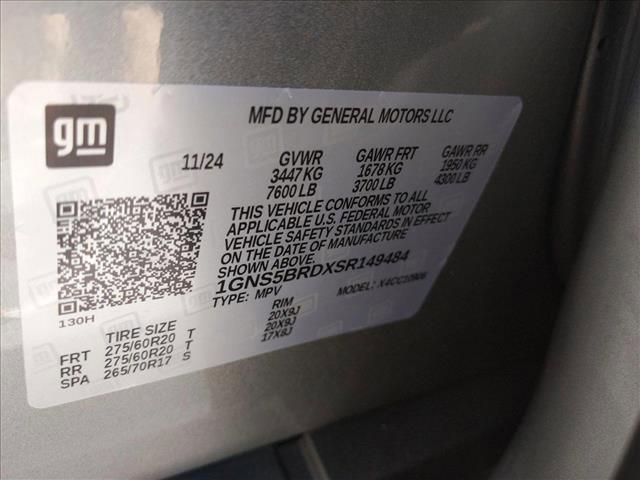 gm
MFD BY GENERAL MOTORS LLC
11/24 GVWR GAWR FRT GAWR RR
3447 KG 1678 KG 1950 KG
7600 LB 3700 LB 4300 LB
THIS VEHICLE CONFORMS TO ALL
APPLICABLE U.S. FEDERAL MOTOR
VEHICLE SAFETY STANDARDS IN EFFECT
ON THE DATE OF MANUFACTURE
SHOWN ABOVE.
1GNS5BRDXSR149484
TYPE: MPV MODEL: X4CC10906
130H
TIRE SIZE RIM
FRT 275/60R20 T 20X9J
RR 275/60R20 T 20X9J
SPA 265/70R17 S 17X8J